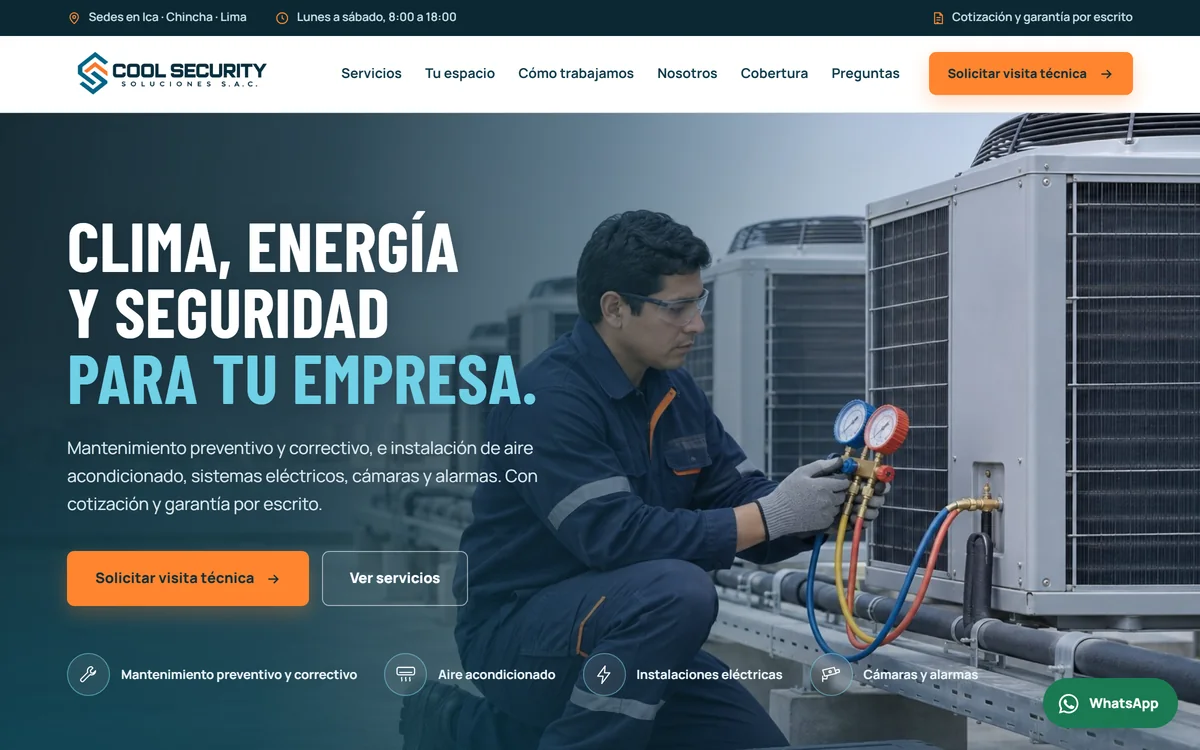 Sedes en Ica · Chincha · Lima
Lunes a sábado, 8:00 a 18:00
Cotización y garantía por escrito
COOL SECURITY
SOLUCIONES S.A.C.
Servicios
Tu espacio
Cómo trabajamos
Nosotros
Cobertura
Preguntas
Solicitar visita técnica →
CLIMA, ENERGÍA
Y SEGURIDAD
PARA TU EMPRESA.
Mantenimiento preventivo y correctivo, e instalación de aire
acondicionado, sistemas eléctricos, cámaras y alarmas. Con
cotización y garantía por escrito.
Solicitar visita técnica →
Ver servicios
Mantenimiento preventivo y correctivo
Aire acondicionado
Instalaciones eléctricas
Cámaras y alarmas
WhatsApp